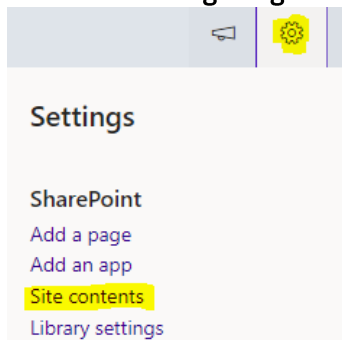 Settings
SharePoint
Add a page
Add an app
Site contents
Library settings